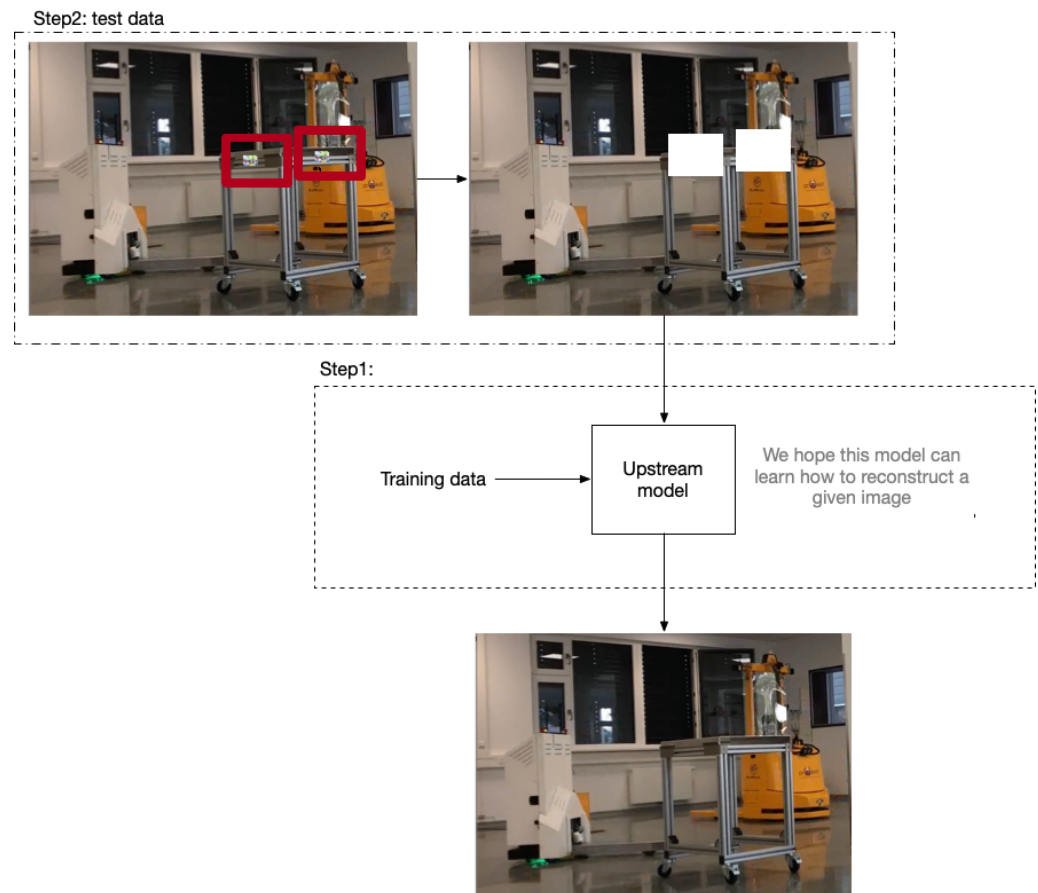 Step2: test data
Step1:
Training data
Upstream
model
We hope this model can
learn how to reconstruct a
given image